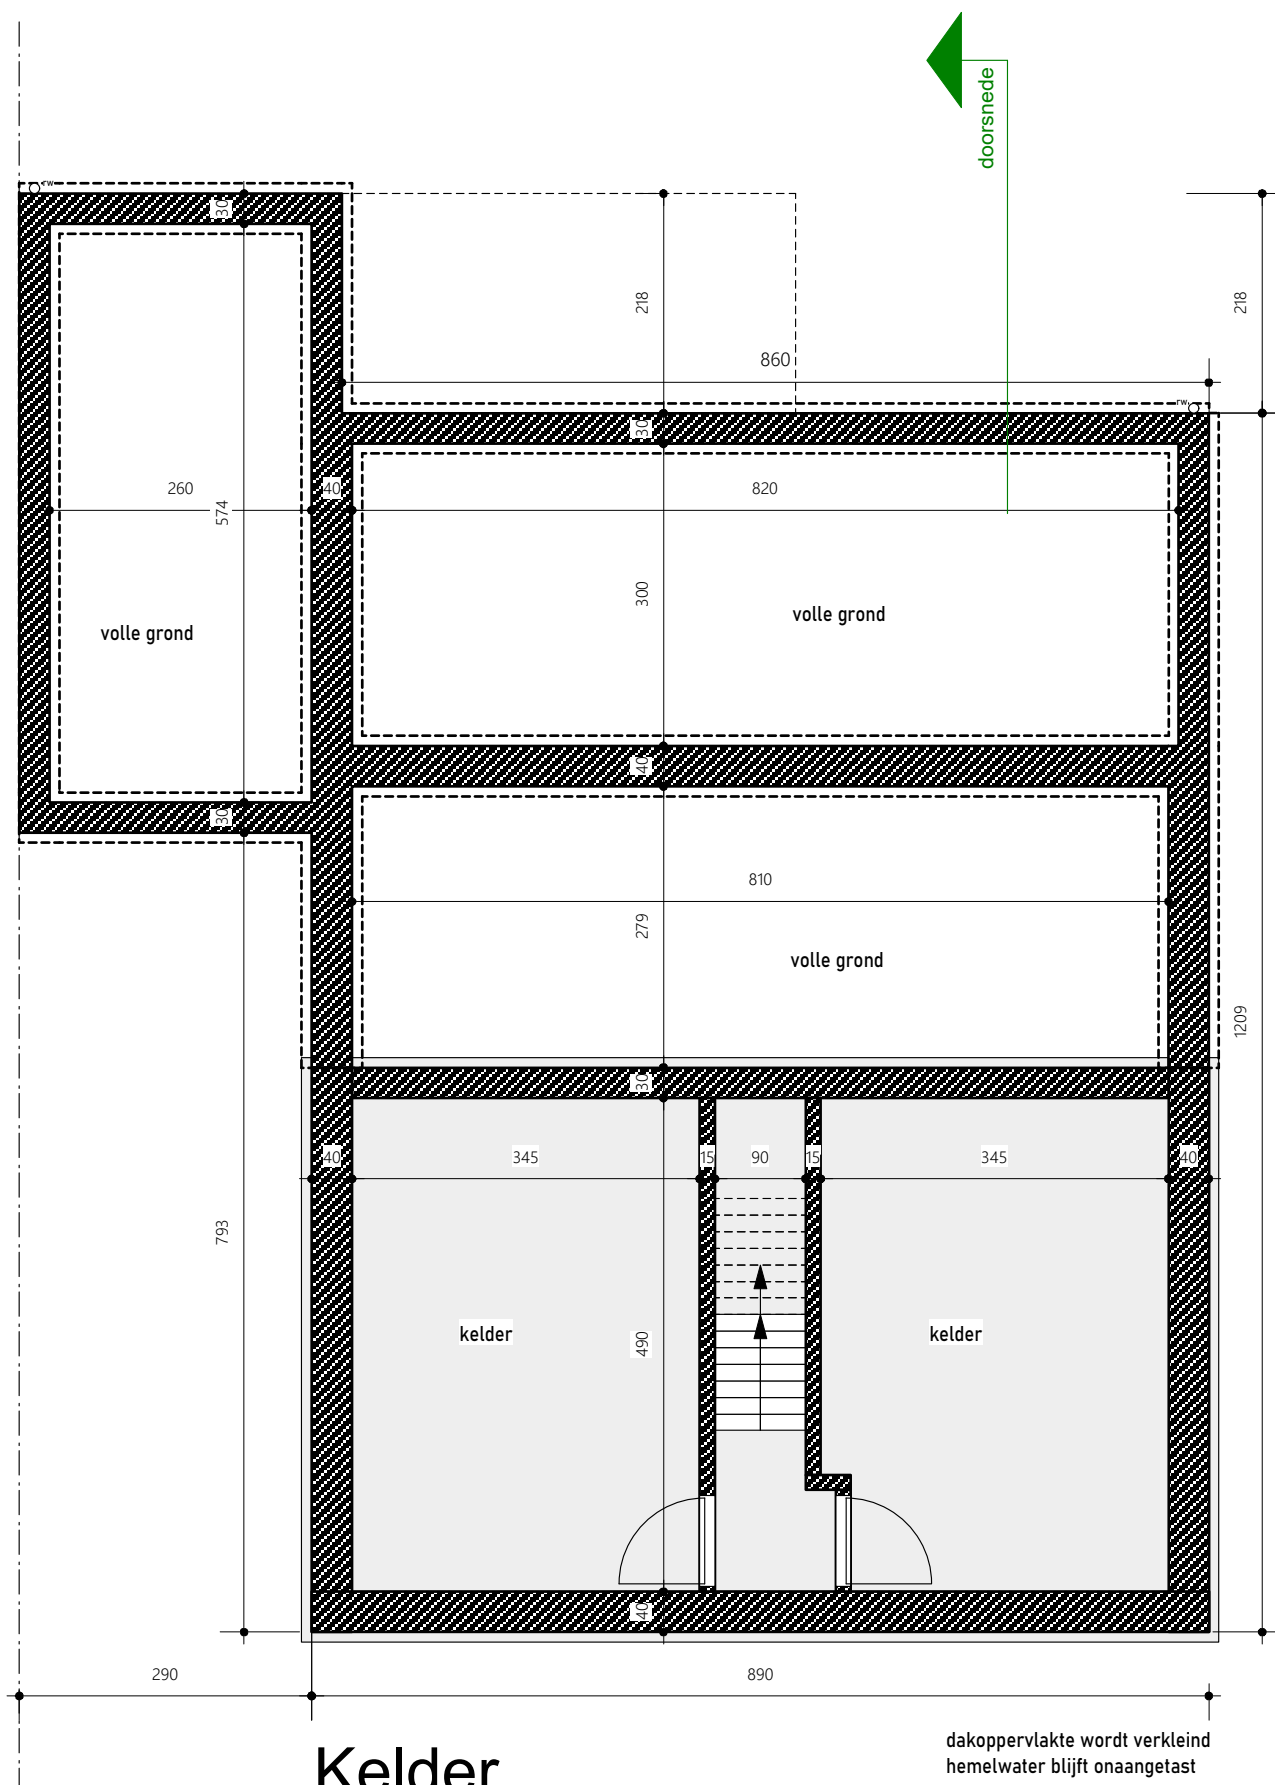 doorsnede
rw
30
218
218
860
rw
30
260
40
820
574
300
volle grond
volle grond
40
30
810
279
volle grond
1209
30
40
345
15
90
15
345
40
793
kelder
kelder
490
40
290
890
dakoppervlakte wordt verkleind
hemelwater blijft onaangetast
Kelder